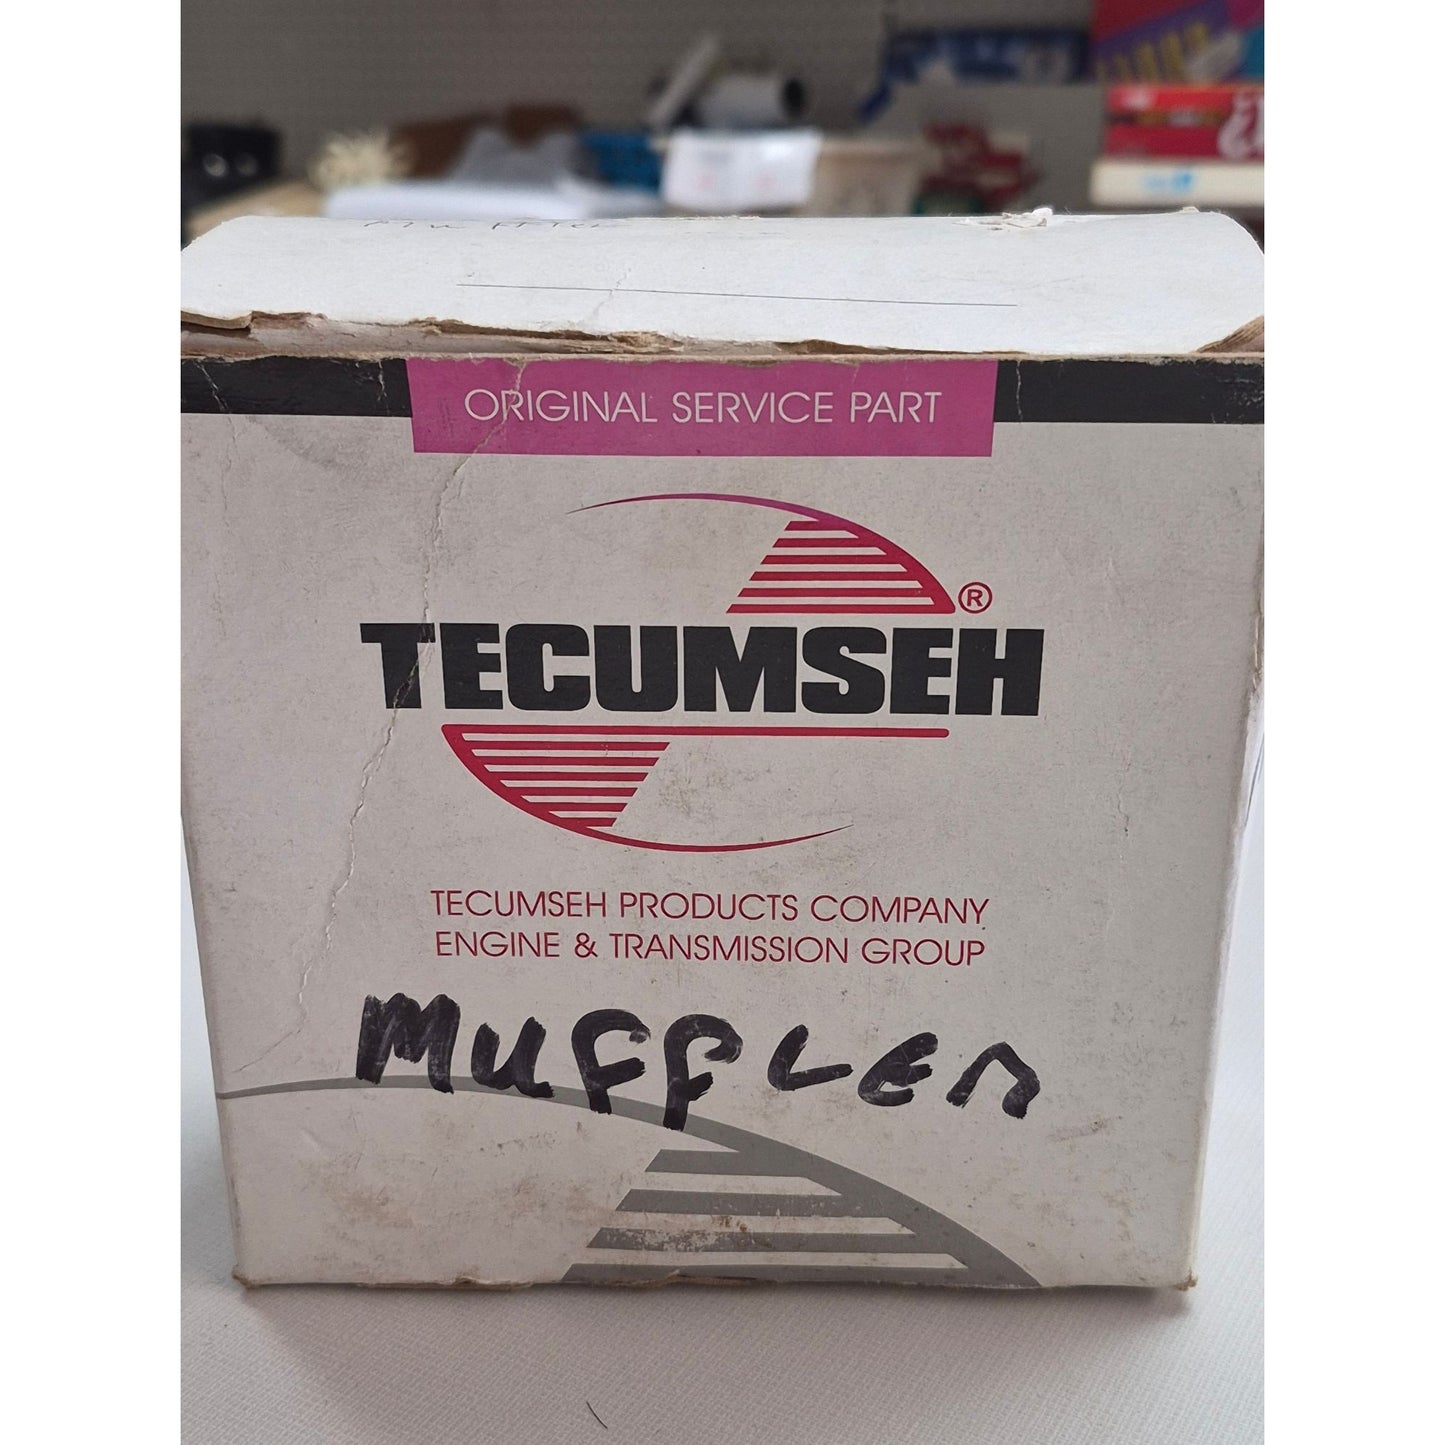 ORIGINAL SERVICE PART
TECUMSEH®
TECUMSEH PRODUCTS COMPANY
ENGINE & TRANSMISSION GROUP
MUFFLER